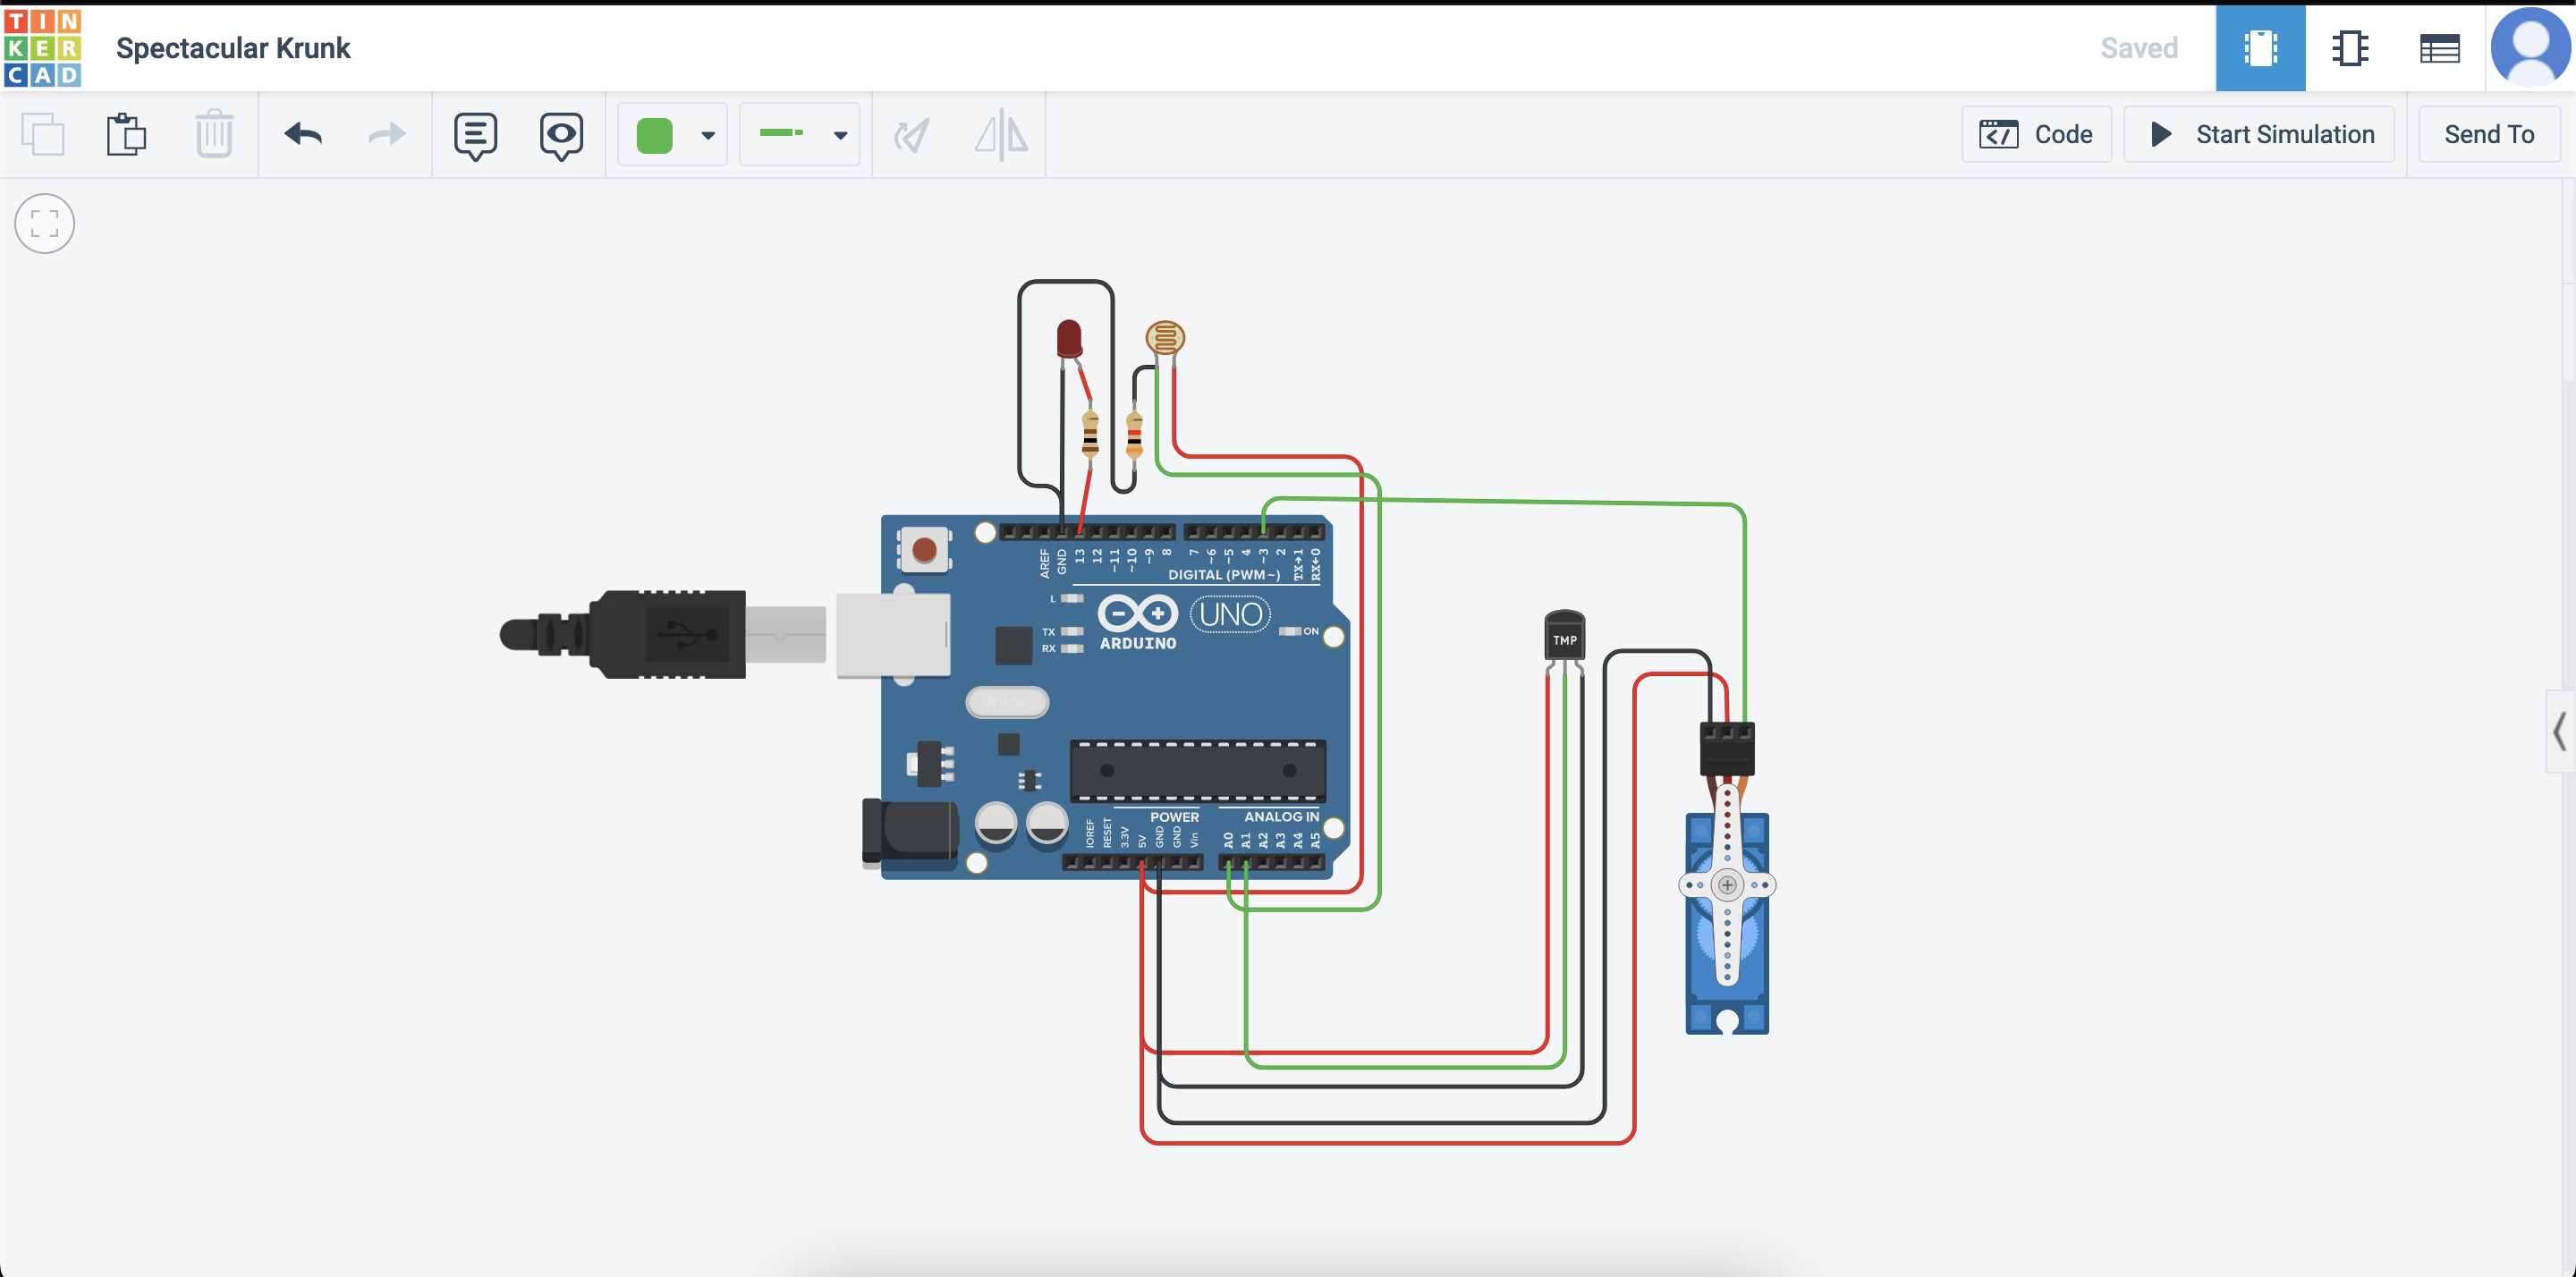 TIN
KER
CAD
Spectacular Krunk
Saved
Code
Start Simulation
Send To
AREF
GND
13
12
~11
~10
~9
8
7
~6
~5
4
~3
2
TX→1
RX←0
DIGITAL (PWM~)
L
TX
RX
ARDUINO
UNO
ON
TMP
POWER
ANALOG IN
IOREF
RESET
3.3V
5V
GND
GND
Vin
A0
A1
A2
A3
A4
A5